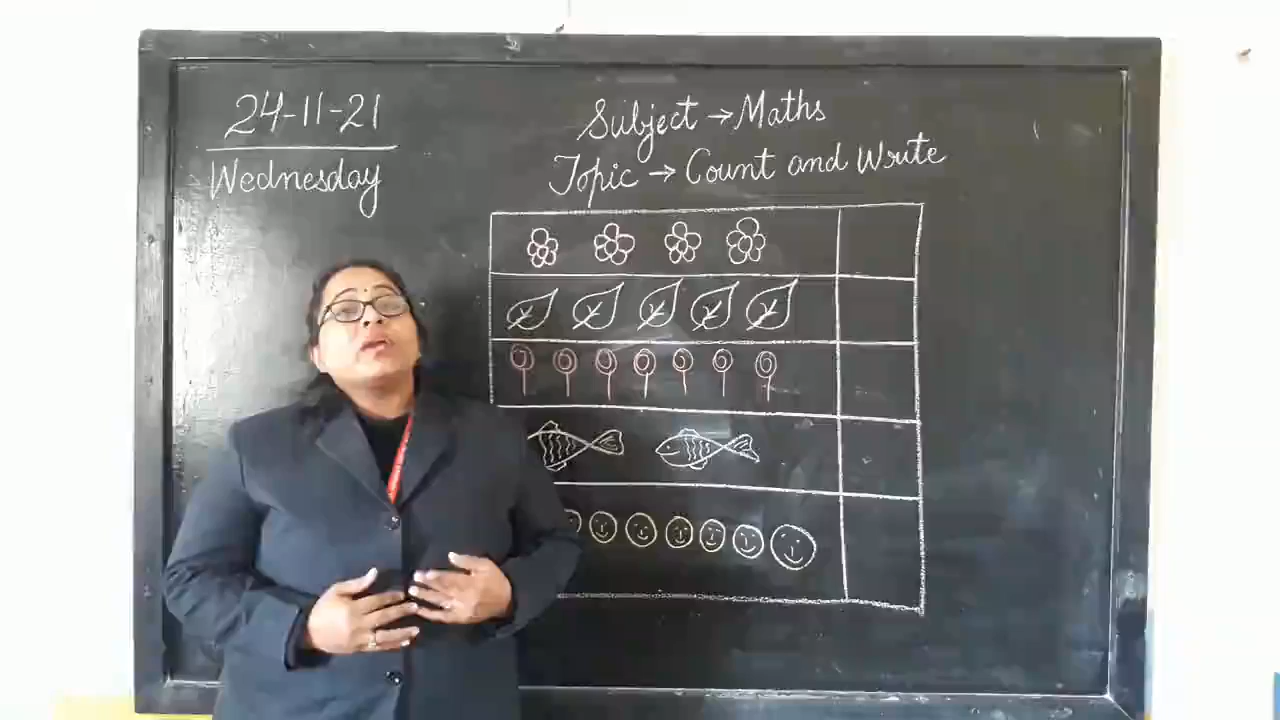 24-11-21
Wednesday
Subject → Maths
Topic → Count and Write